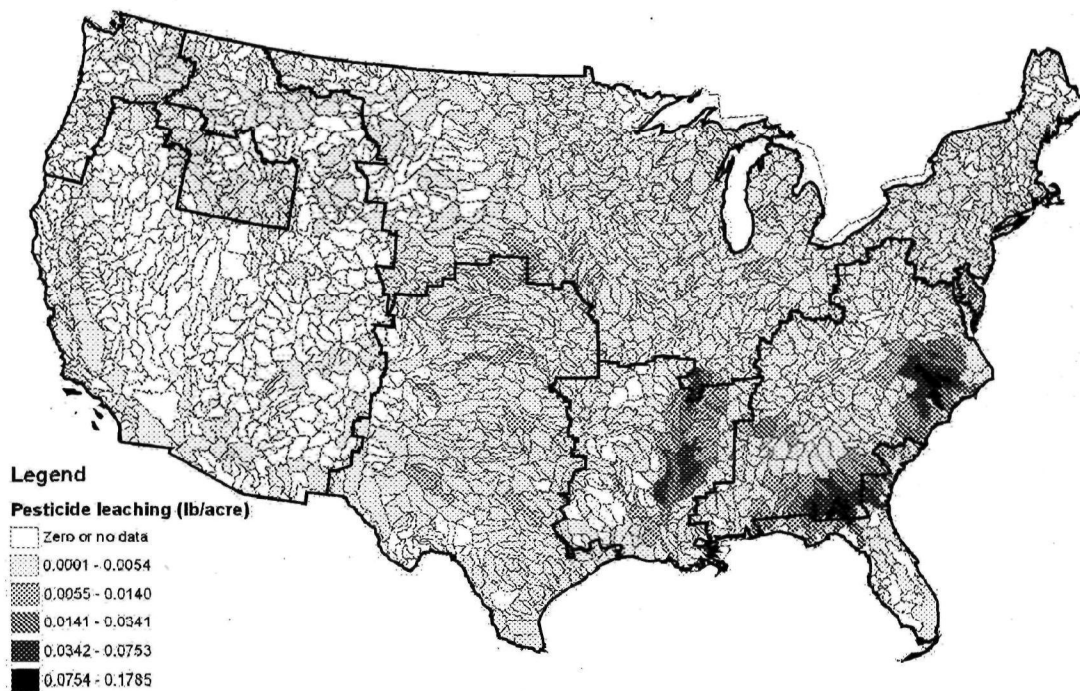 Legend
Pesticide leaching (lb/acre)
Zero or no data
0.0001 - 0.0054
0.0055 - 0.0140
0.0141 - 0.0341
0.0342 - 0.0753
0.0754 - 0.1785